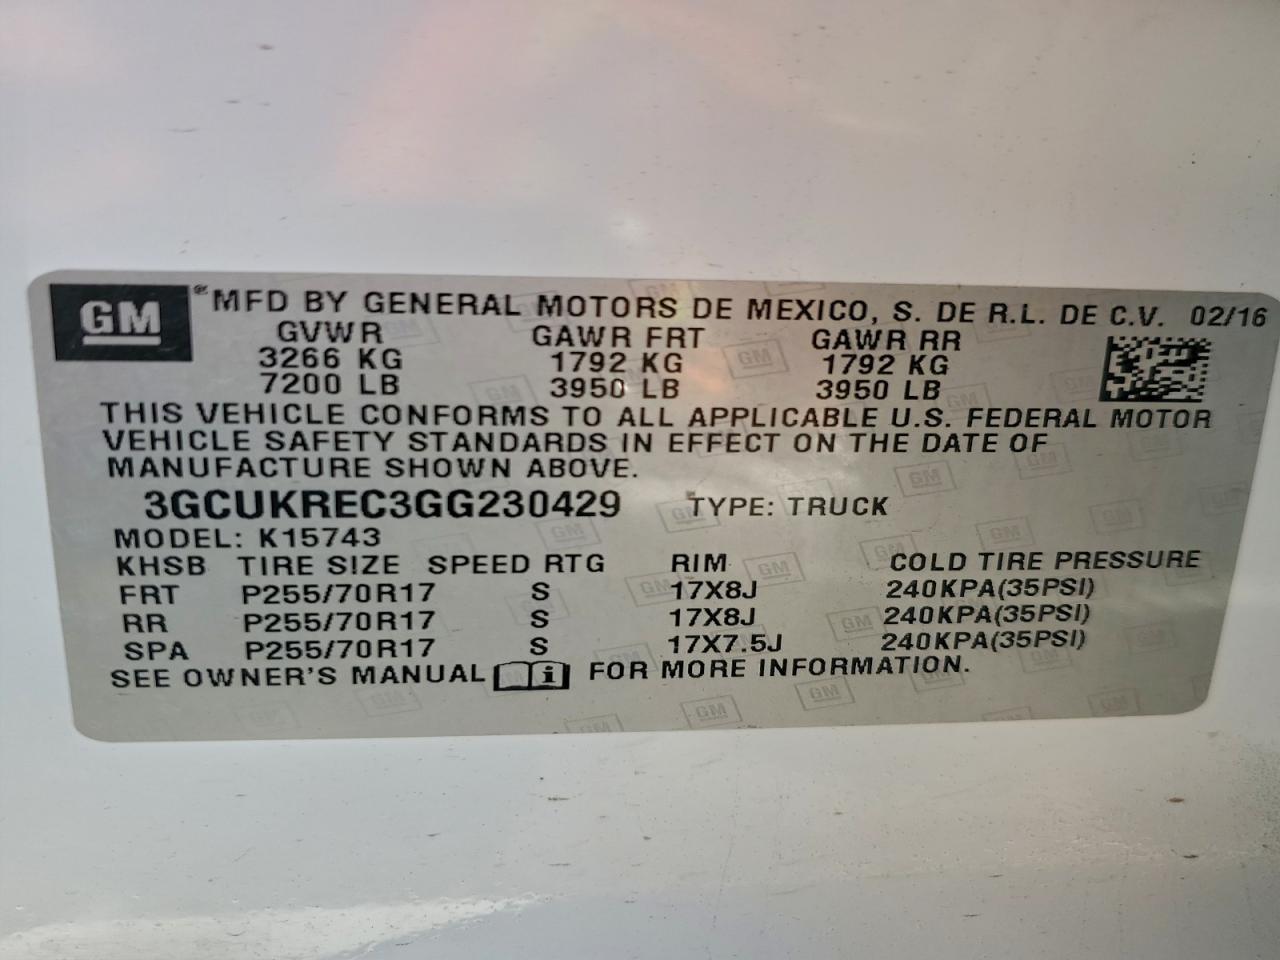 GM ® MFD BY GENERAL MOTORS DE MEXICO, S. DE R.L. DE C.V. 02/16
GVWR GAWR FRT GAWR RR
3266 KG 1792 KG 1792 KG
7200 LB 3950 LB 3950 LB
THIS VEHICLE CONFORMS TO ALL APPLICABLE U.S. FEDERAL MOTOR
VEHICLE SAFETY STANDARDS IN EFFECT ON THE DATE OF
MANUFACTURE SHOWN ABOVE.
3GCUKREC3GG230429 TYPE: TRUCK
MODEL: K15743
KHSB TIRE SIZE SPEED RTG RIM COLD TIRE PRESSURE
FRT P255/70R17 S 17X8J 240KPA(35PSI)
RR P255/70R17 S 17X8J 240KPA(35PSI)
SPA P255/70R17 S 17X7.5J 240KPA(35PSI)
SEE OWNER'S MANUAL i FOR MORE INFORMATION.